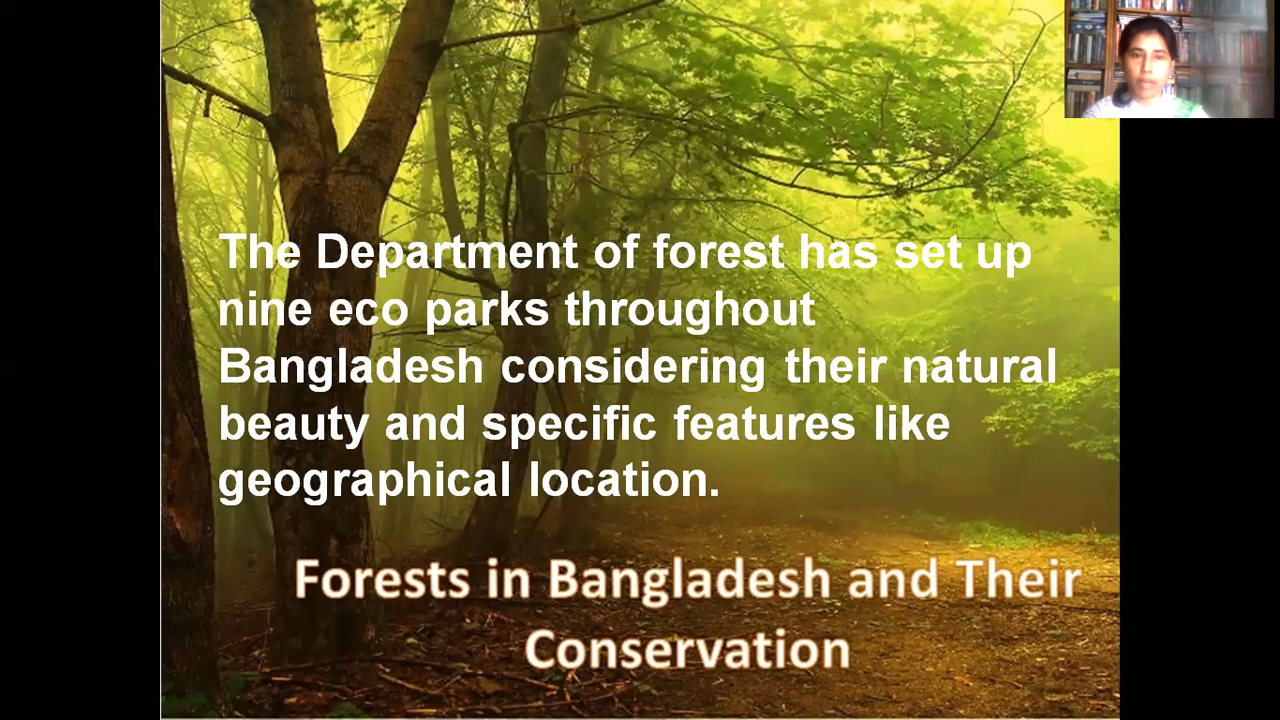 The Department of forest has set up
nine eco parks throughout
Bangladesh considering their natural
beauty and specific features like
geographical location.
Forests in Bangladesh and Their
Conservation